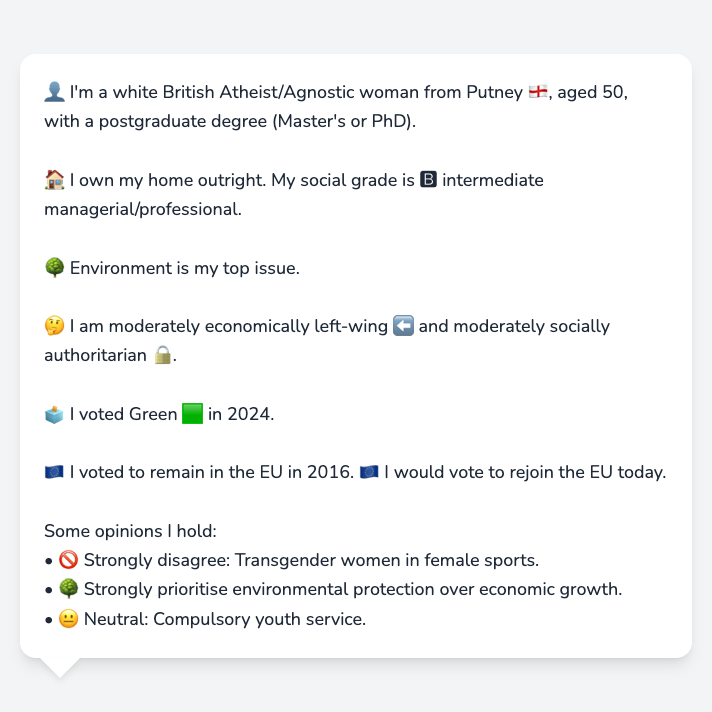 👤 I'm a white British Atheist/Agnostic woman from Putney 🏴󠁧󠁢󠁥󠁮󠁧󠁿, aged 50,
with a postgraduate degree (Master's or PhD).
🏠 I own my home outright. My social grade is 🅱 intermediate
managerial/professional.
🌳 Environment is my top issue.
🤔 I am moderately economically left-wing ⬅️ and moderately socially
authoritarian 🔒.
🗳️ I voted Green 🟩 in 2024.
🇪🇺 I voted to remain in the EU in 2016. 🇪🇺 I would vote to rejoin the EU today.
Some opinions I hold:
• 🚫 Strongly disagree: Transgender women in female sports.
• 🌳 Strongly prioritise environmental protection over economic growth.
• 😐 Neutral: Compulsory youth service.